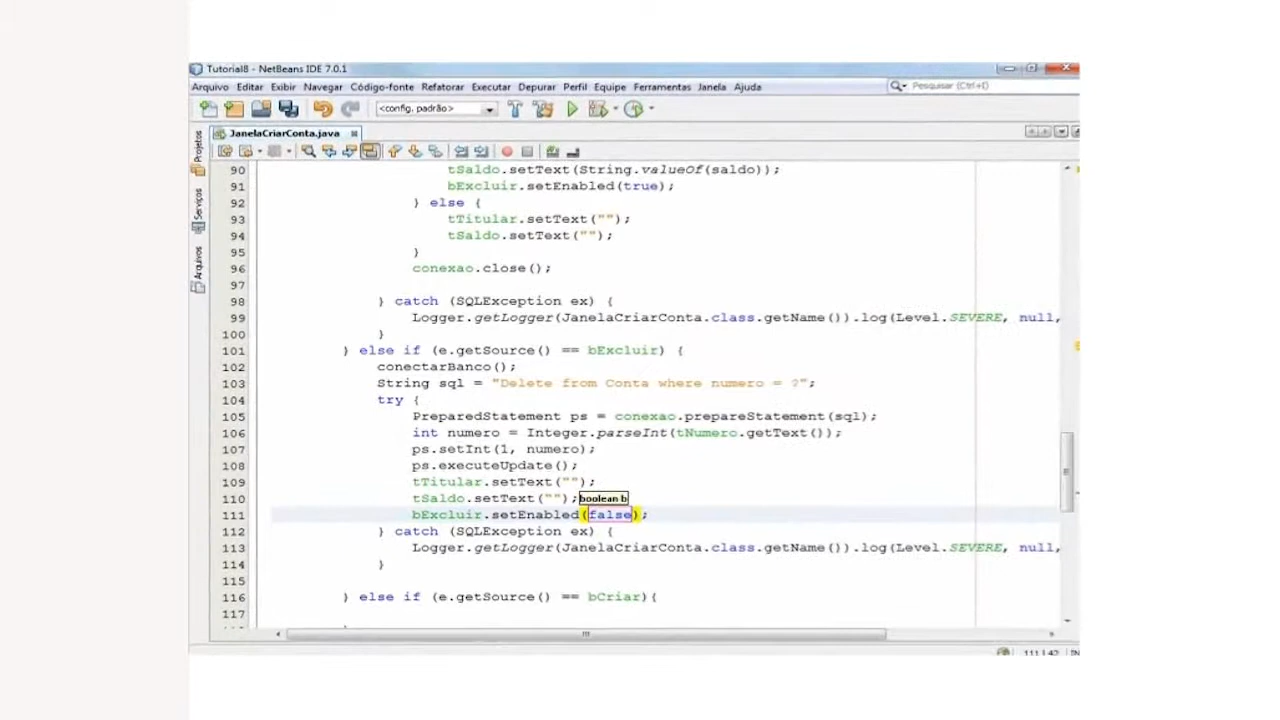 Tutorial8 - NetBeans IDE 7.0.1
Arquivo Editar Exibir Navegar Código-fonte Refatorar Executar Depurar Perfil Equipe Ferramentas Janela Ajuda
Pesquisar (Ctrl+I)
<config. padrão>
JanelaCriarConta.java
Projetos
Serviços
Arquivos
90 tSaldo.setText(String.valueOf(saldo));
91 bExcluir.setEnabled(true);
92 } else {
93 tTitular.setText("");
94 tSaldo.setText("");
95 }
96 conexao.close();
97
98 } catch (SQLException ex) {
99 Logger.getLogger(JanelaCriarConta.class.getName()).log(Level.SEVERE, null,
100 }
101 } else if (e.getSource() == bExcluir) {
102 conectarBanco();
103 String sql = "Delete from Conta where numero = ?";
104 try {
105 PreparedStatement ps = conexao.prepareStatement(sql);
106 int numero = Integer.parseInt(tNumero.getText());
107 ps.setInt(1, numero);
108 ps.executeUpdate();
109 tTitular.setText("");
110 tSaldo.setText("");
boolean b
111 bExcluir.setEnabled(false);
112 } catch (SQLException ex) {
113 Logger.getLogger(JanelaCriarConta.class.getName()).log(Level.SEVERE, null,
114 }
115
116 } else if (e.getSource() == bCriar){
117